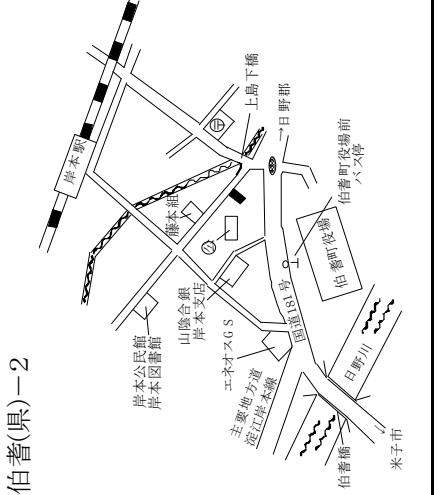 伯耆(県)−2
岸本駅
上島下橋
→日野郡
藤本組
伯耆町役場前
バス停
山陰合銀
岸本支店
岸本公民館
岸本図書館
エネオスGS
国道181号
伯耆町役場
主要地方道
淀江岸本線
日野川
伯耆橋
米子市